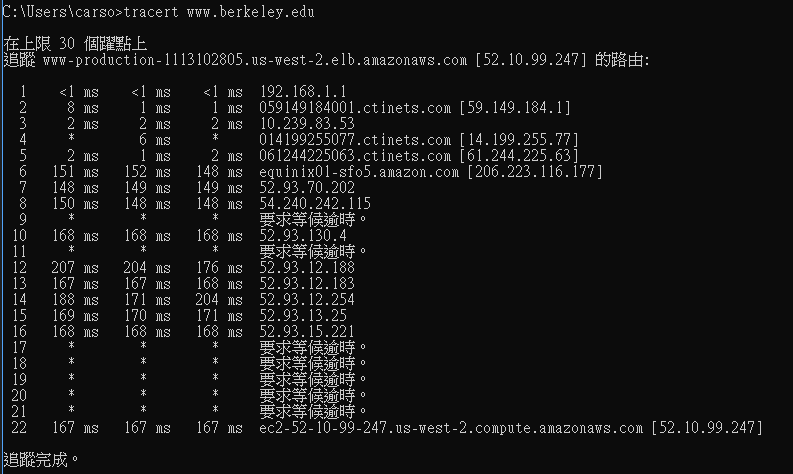 C:\Users\carso>tracert www.berkeley.edu
在上限 30 個躍點上
追蹤 www-production-1113102805.us-west-2.elb.amazonaws.com [52.10.99.247] 的路由:
1 <1 ms <1 ms <1 ms 192.168.1.1
2 8 ms 1 ms 1 ms 059149184001.ctinets.com [59.149.184.1]
3 2 ms 2 ms 2 ms 10.239.83.53
4 * 6 ms * 014199255077.ctinets.com [14.199.255.77]
5 2 ms 1 ms 2 ms 061244225063.ctinets.com [61.244.225.63]
6 151 ms 152 ms 148 ms equinix01-sfo5.amazon.com [206.223.116.177]
7 148 ms 149 ms 149 ms 52.93.70.202
8 150 ms 148 ms 148 ms 54.240.242.115
9 * * * 要求等候逾時。
10 168 ms 168 ms 168 ms 52.93.130.4
11 * * * 要求等候逾時。
12 207 ms 204 ms 176 ms 52.93.12.188
13 167 ms 167 ms 168 ms 52.93.12.183
14 188 ms 171 ms 204 ms 52.93.12.254
15 169 ms 170 ms 171 ms 52.93.13.25
16 168 ms 168 ms 168 ms 52.93.15.221
17 * * * 要求等候逾時。
18 * * * 要求等候逾時。
19 * * * 要求等候逾時。
20 * * * 要求等候逾時。
21 * * * 要求等候逾時。
22 167 ms 167 ms 167 ms ec2-52-10-99-247.us-west-2.compute.amazonaws.com [52.10.99.247]
追蹤完成。